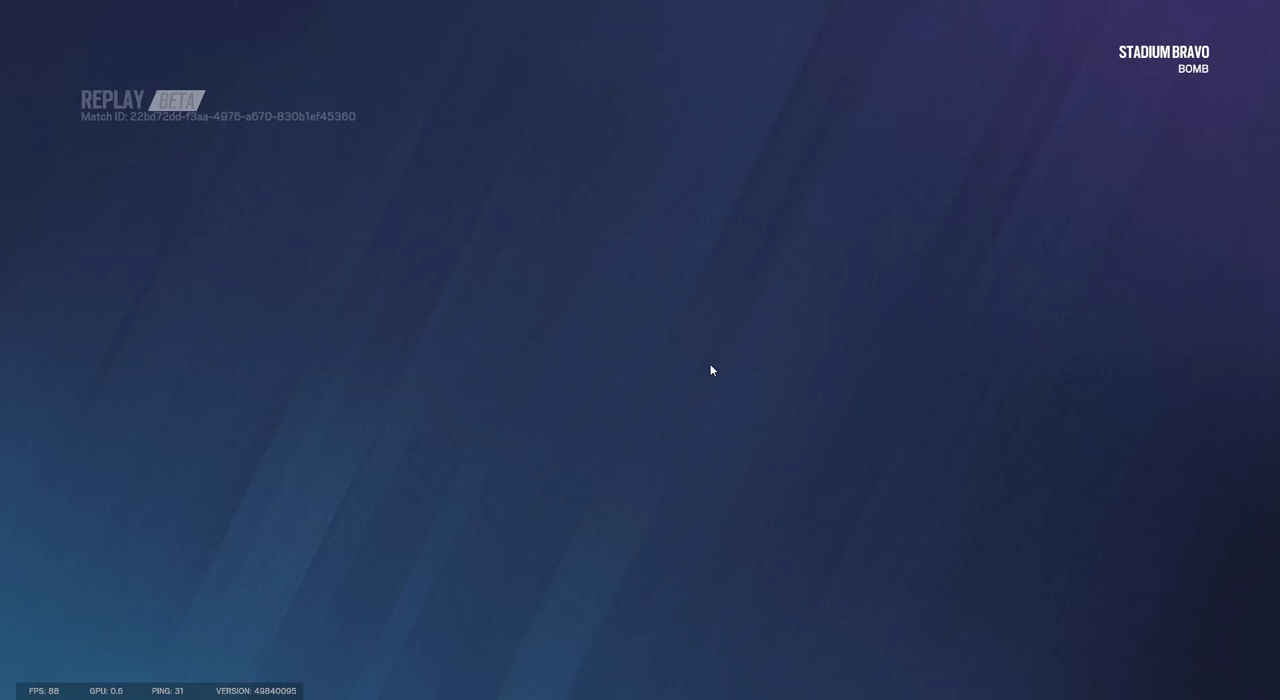 STADIUM BRAVO
BOMB
REPLAY BETA
Match ID: 22bd72dd-f3aa-4976-a670-830b1ef45360
FPS: 88 GPU: 0.6 PING: 31 VERSION: 49840095